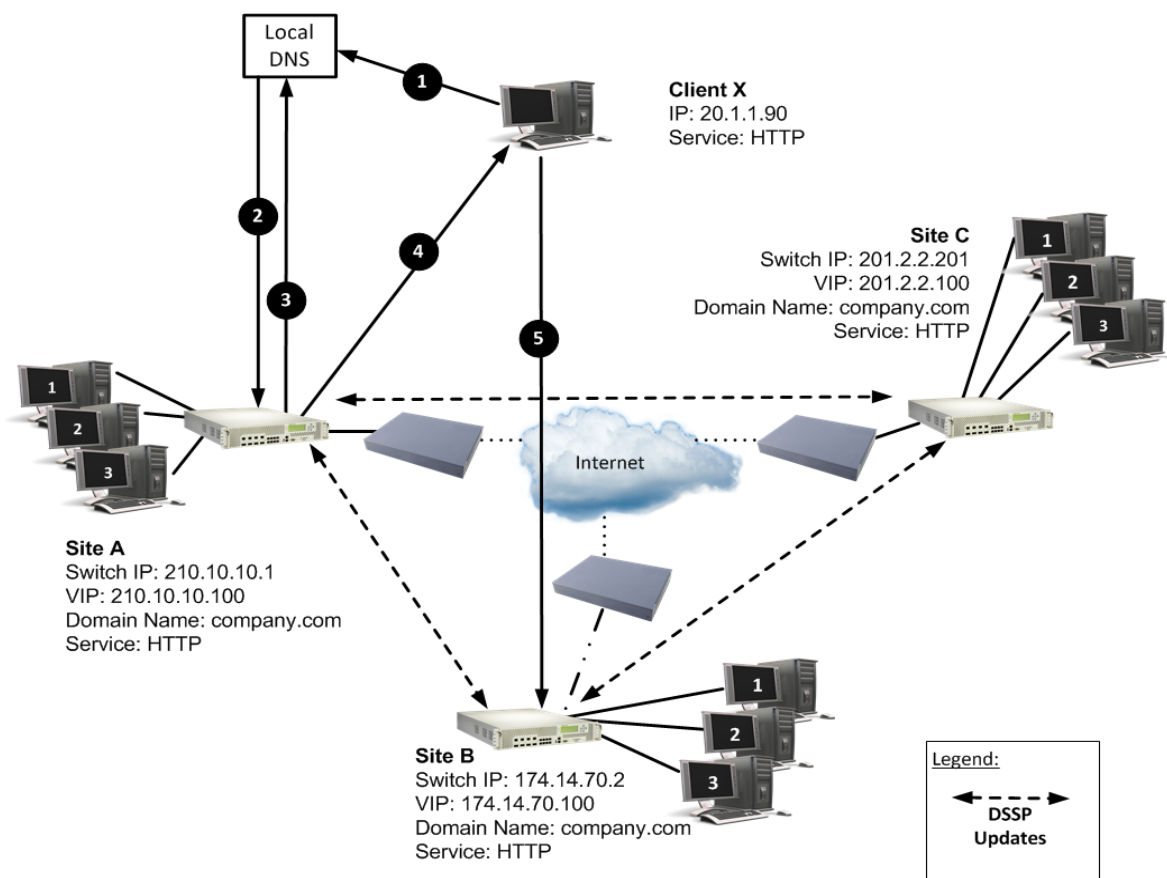 Local
DNS
1
Client X
IP: 20.1.1.90
Service: HTTP
2
3
4
5
Site C
Switch IP: 201.2.2.201
VIP: 201.2.2.100
Domain Name: company.com
Service: HTTP
1
2
3
1
2
3
Internet
Site A
Switch IP: 210.10.10.1
VIP: 210.10.10.100
Domain Name: company.com
Service: HTTP
1
2
3
Site B
Switch IP: 174.14.70.2
VIP: 174.14.70.100
Domain Name: company.com
Service: HTTP
Legend:
DSSP
Updates